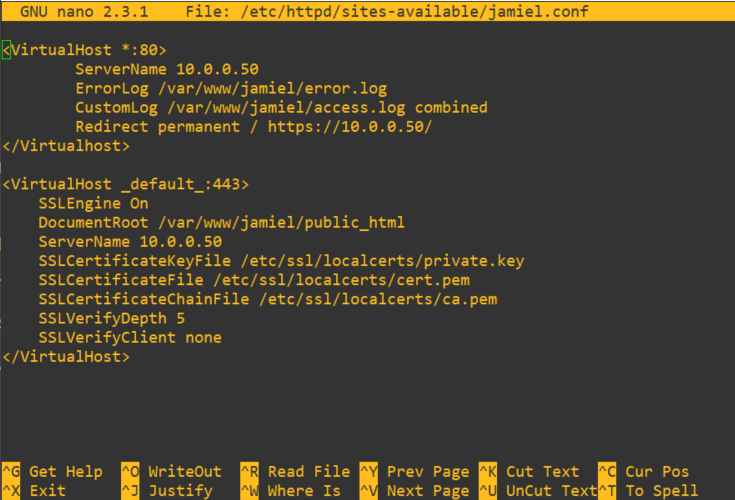 GNU nano 2.3.1    File: /etc/httpd/sites-available/jamiel.conf
<VirtualHost *:80>
        ServerName 10.0.0.50
        ErrorLog /var/www/jamiel/error.log
        CustomLog /var/www/jamiel/access.log combined
        Redirect permanent / https://10.0.0.50/
</Virtualhost>
<VirtualHost _default_:443>
    SSLEngine On
    DocumentRoot /var/www/jamiel/public_html
    ServerName 10.0.0.50
    SSLCertificateKeyFile /etc/ssl/localcerts/private.key
    SSLCertificateFile /etc/ssl/localcerts/cert.pem
    SSLCertificateChainFile /etc/ssl/localcerts/ca.pem
    SSLVerifyDepth 5
    SSLVerifyClient none
</VirtualHost>
^G Get Help  ^O WriteOut  ^R Read File ^Y Prev Page ^K Cut Text  ^C Cur Pos
^X Exit      ^J Justify   ^W Where Is  ^V Next Page ^U UnCut Text^T To Spell